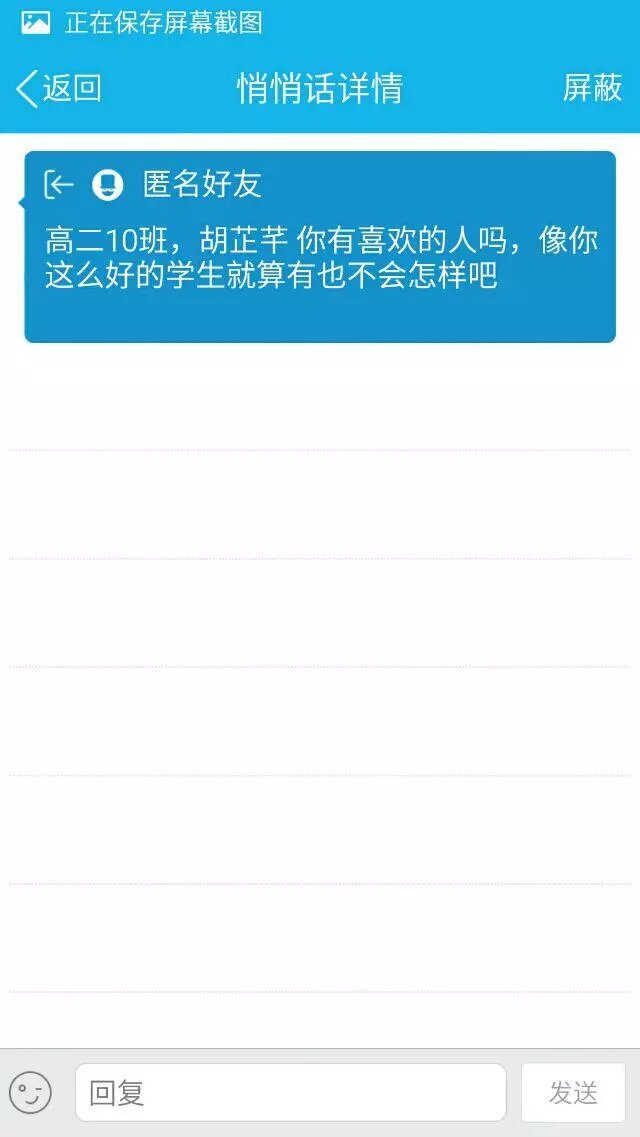 正在保存屏幕截图
返回 悄悄话详情 屏蔽
匿名好友
高二10班，胡芷芊 你有喜欢的人吗，像你
这么好的学生就算有也不会怎样吧
回复 发送